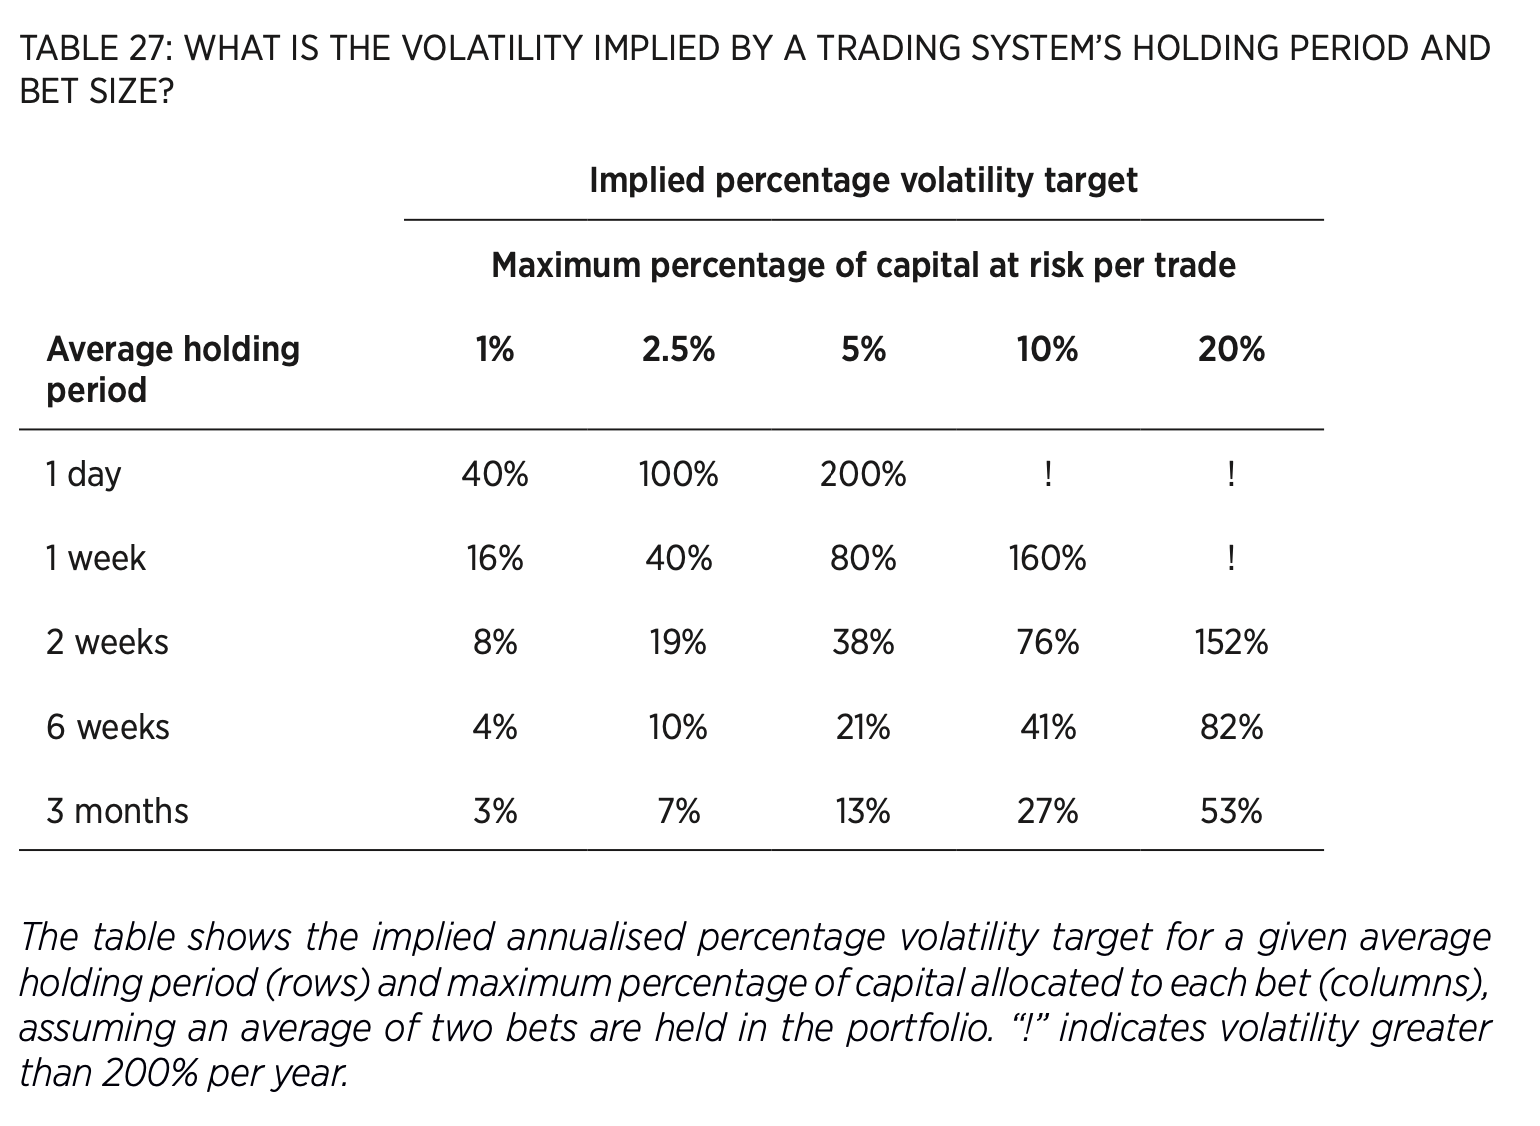 TABLE 27: WHAT IS THE VOLATILITY IMPLIED BY A TRADING SYSTEM’S HOLDING PERIOD AND
BET SIZE?
Implied percentage volatility target
Maximum percentage of capital at risk per trade
Average holding period 1% 2.5% 5% 10% 20%
1 day 40% 100% 200% ! !
1 week 16% 40% 80% 160% !
2 weeks 8% 19% 38% 76% 152%
6 weeks 4% 10% 21% 41% 82%
3 months 3% 7% 13% 27% 53%
The table shows the implied annualised percentage volatility target for a given average
holding period (rows) and maximum percentage of capital allocated to each bet (columns),
assuming an average of two bets are held in the portfolio. “!” indicates volatility greater
than 200% per year.